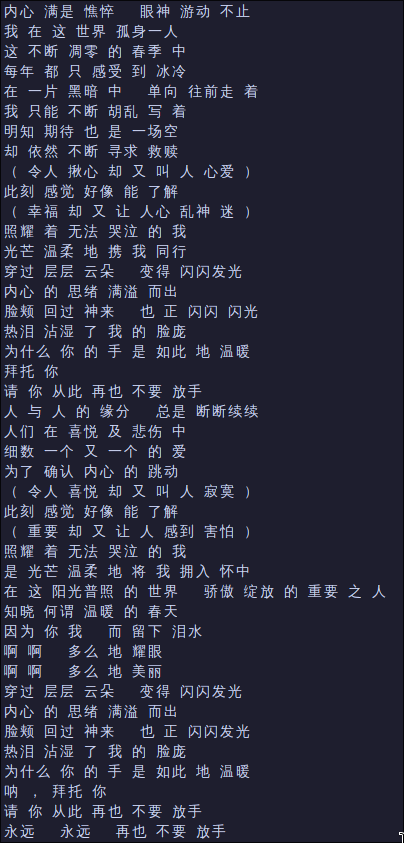 内心 满是 憔悴   眼神 游动 不止
我 在 这 世界 孤身一人
这 不断 凋零 的 春季 中
每年 都 只 感受 到 冰冷
在 一片 黑暗 中   单向 往前走 着
我 只能 不断 胡乱 写 着
明知 期待 也 是 一场空
却 依然 不断 寻求 救赎
( 令人 揪心 却 又 叫 人 心爱 )
此刻 感觉 好像 能 了解
( 幸福 却 又 让 人心 乱神 迷 )
照耀 着 无法 哭泣 的 我
光芒 温柔 地 携 我 同行
穿过 层层 云朵   变得 闪闪发光
内心 的 思绪 满溢 而出
脸颊 回过 神来   也 正 闪闪 闪光
热泪 沾湿 了 我 的 脸庞
为什么 你 的 手 是 如此 地 温暖
拜托 你
请 你 从此 再也 不要 放手
人 与 人 的 缘分   总是 断断续续
人们 在 喜悦 及 悲伤 中
细数 一个 又 一个 的 爱
为了 确认 内心 的 跳动
( 令人 喜悦 却 又 叫 人 寂寞 )
此刻 感觉 好像 能 了解
( 重要 却 又 让 人 感到 害怕 )
照耀 着 无法 哭泣 的 我
是 光芒 温柔 地 将 我 拥入 怀中
在 这 阳光普照 的 世界   骄傲 绽放 的 重要 之 人
知晓 何谓 温暖 的 春天
因为 你 我   而 留下 泪水
啊 啊   多么 地 耀眼
啊 啊   多么 地 美丽
穿过 层层 云朵   变得 闪闪发光
内心 的 思绪 满溢 而出
脸颊 回过 神来   也 正 闪闪发光
热泪 沾湿 了 我 的 脸庞
为什么 你 的 手 是 如此 地 温暖
呐 , 拜托 你
请 你 从此 再也 不要 放手
永远   永远   再也 不要 放手